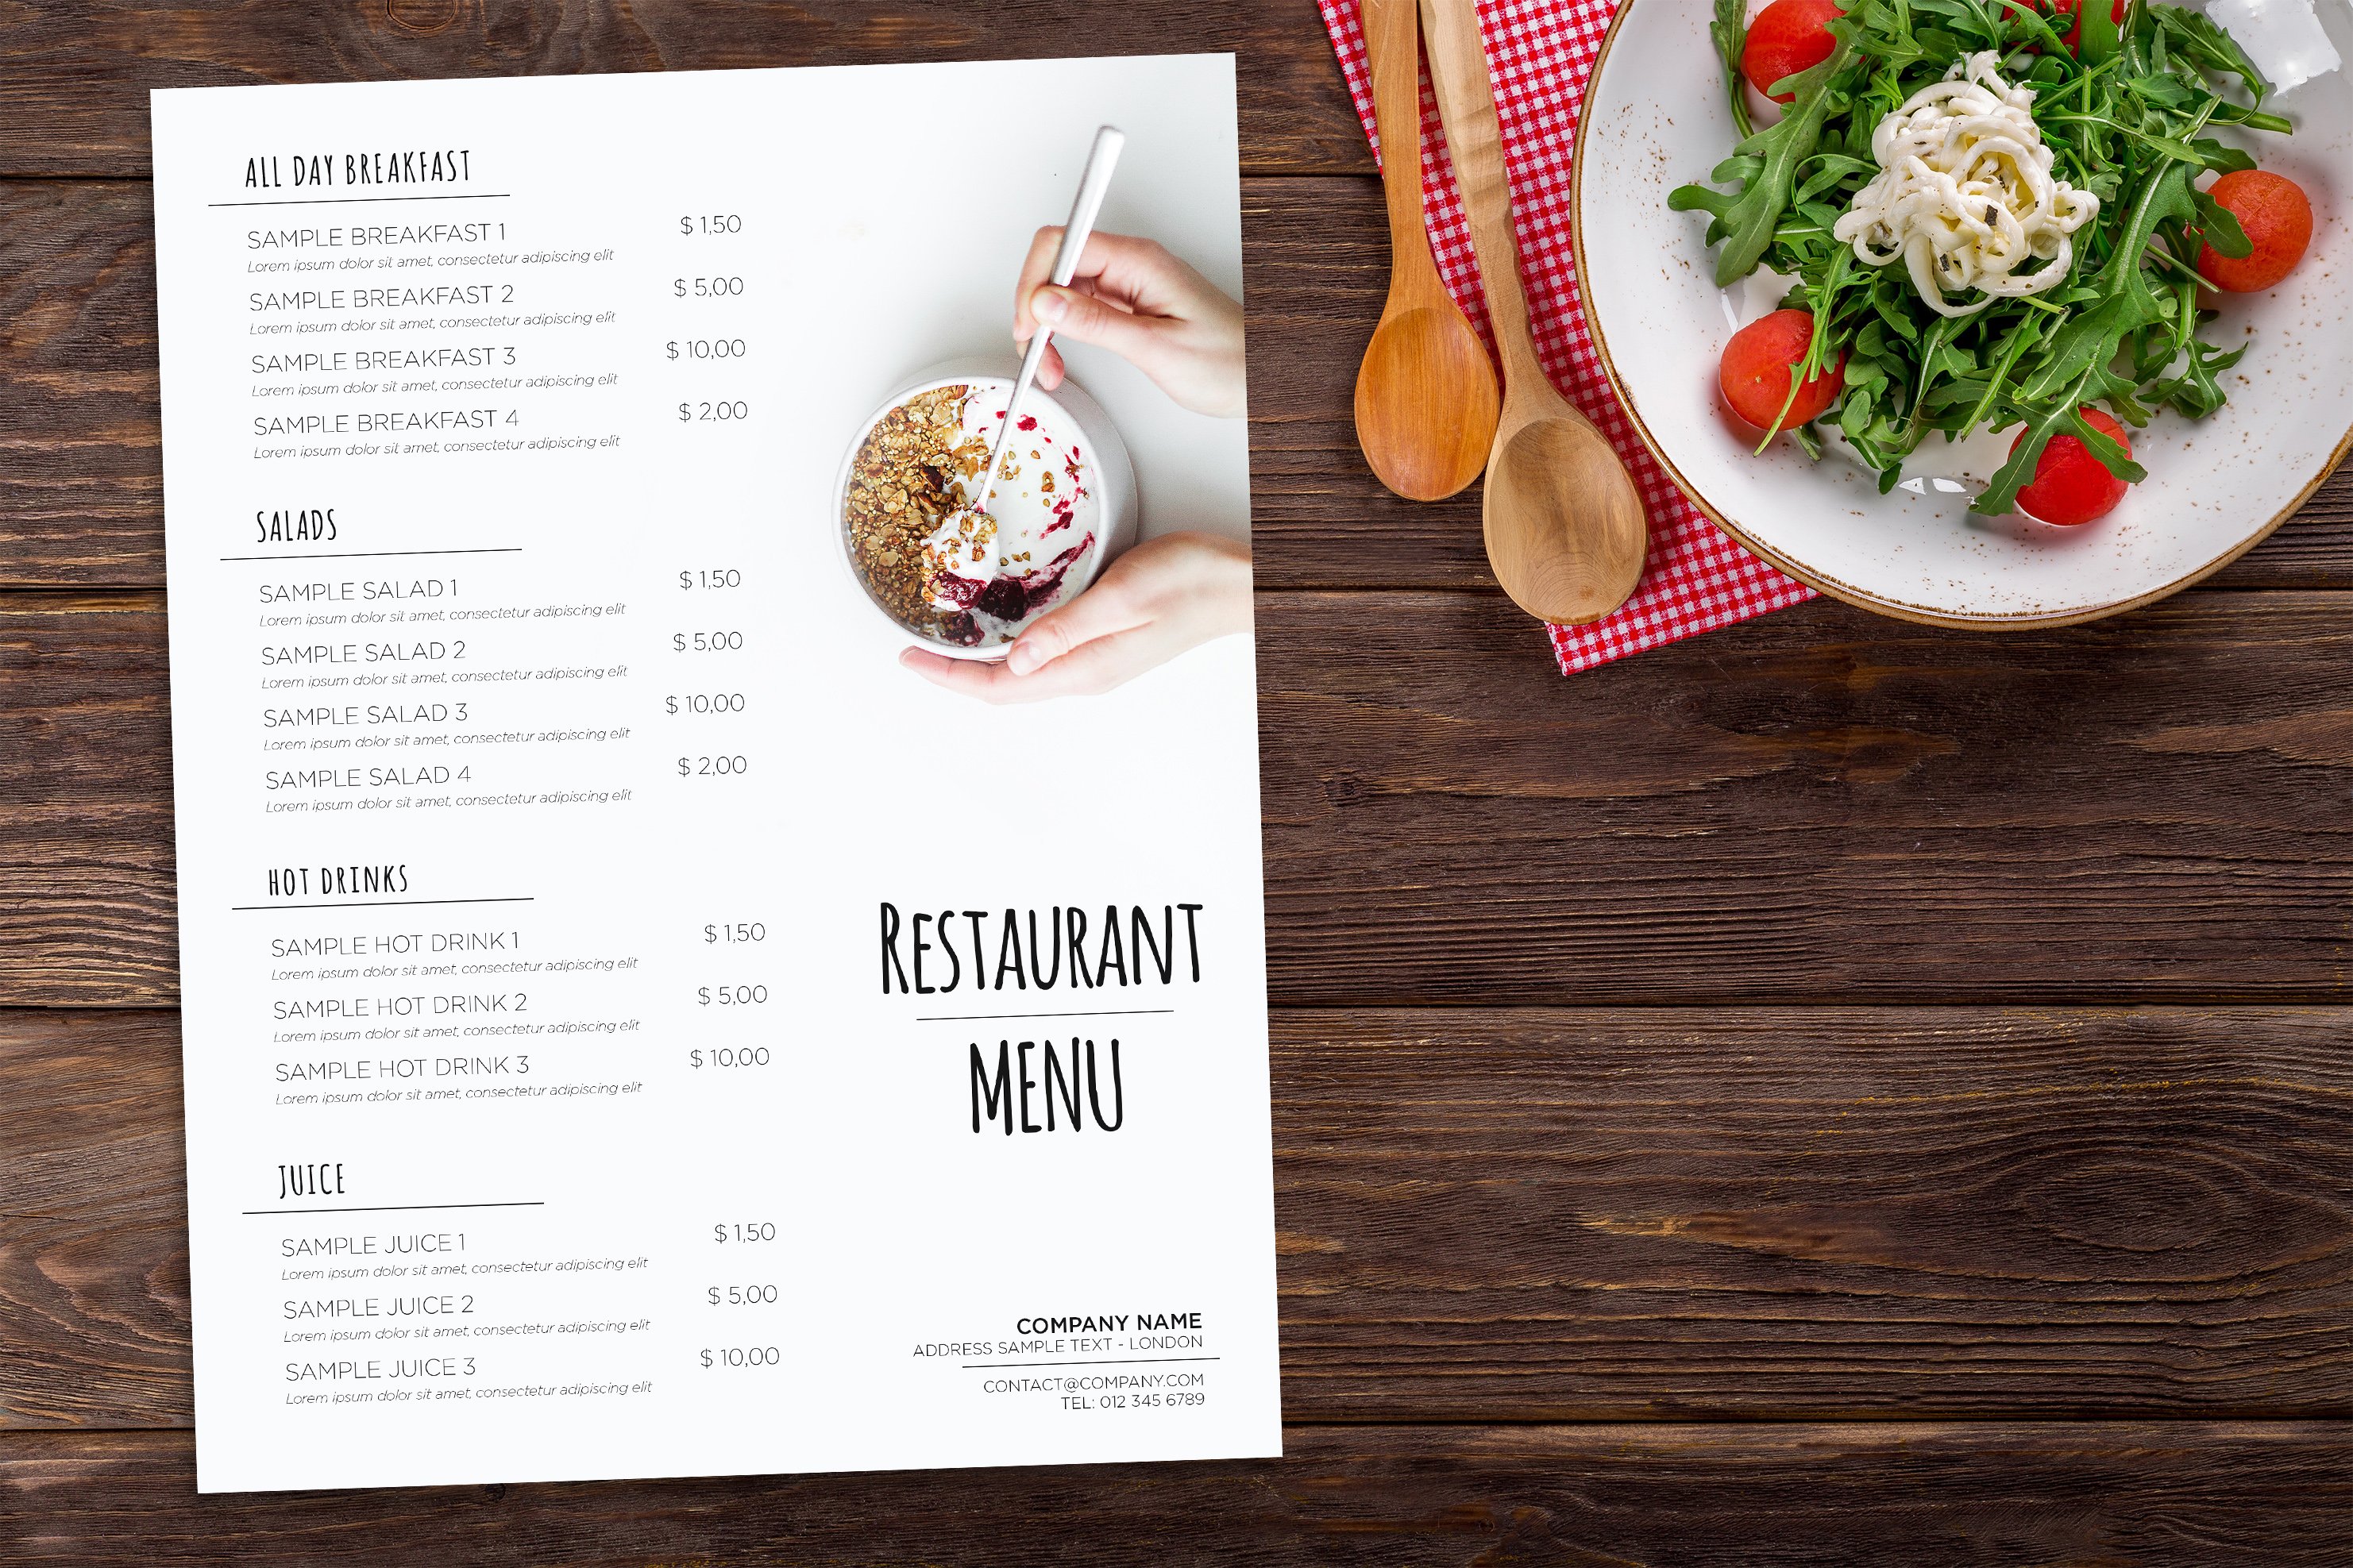 ALL DAY BREAKFAST
SAMPLE BREAKFAST 1 $ 1,50
Lorem ipsum dolor sit amet, consectetur adipiscing elit
SAMPLE BREAKFAST 2 $ 5,00
Lorem ipsum dolor sit amet, consectetur adipiscing elit
SAMPLE BREAKFAST 3 $ 10,00
Lorem ipsum dolor sit amet, consectetur adipiscing elit
SAMPLE BREAKFAST 4 $ 2,00
Lorem ipsum dolor sit amet, consectetur adipiscing elit
SALADS
SAMPLE SALAD 1 $ 1,50
Lorem ipsum dolor sit amet, consectetur adipiscing elit
SAMPLE SALAD 2 $ 5,00
Lorem ipsum dolor sit amet, consectetur adipiscing elit
SAMPLE SALAD 3 $ 10,00
Lorem ipsum dolor sit amet, consectetur adipiscing elit
SAMPLE SALAD 4 $ 2,00
Lorem ipsum dolor sit amet, consectetur adipiscing elit
HOT DRINKS
SAMPLE HOT DRINK 1 $ 1,50
Lorem ipsum dolor sit amet, consectetur adipiscing elit
SAMPLE HOT DRINK 2 $ 5,00
Lorem ipsum dolor sit amet, consectetur adipiscing elit
SAMPLE HOT DRINK 3 $ 10,00
Lorem ipsum dolor sit amet, consectetur adipiscing elit
JUICE
SAMPLE JUICE 1 $ 1,50
Lorem ipsum dolor sit amet, consectetur adipiscing elit
SAMPLE JUICE 2 $ 5,00
Lorem ipsum dolor sit amet, consectetur adipiscing elit
SAMPLE JUICE 3 $ 10,00
Lorem ipsum dolor sit amet, consectetur adipiscing elit
RESTAURANT
MENU
COMPANY NAME
ADDRESS SAMPLE TEXT - LONDON
CONTACT@COMPANY.COM
TEL: 012 345 6789